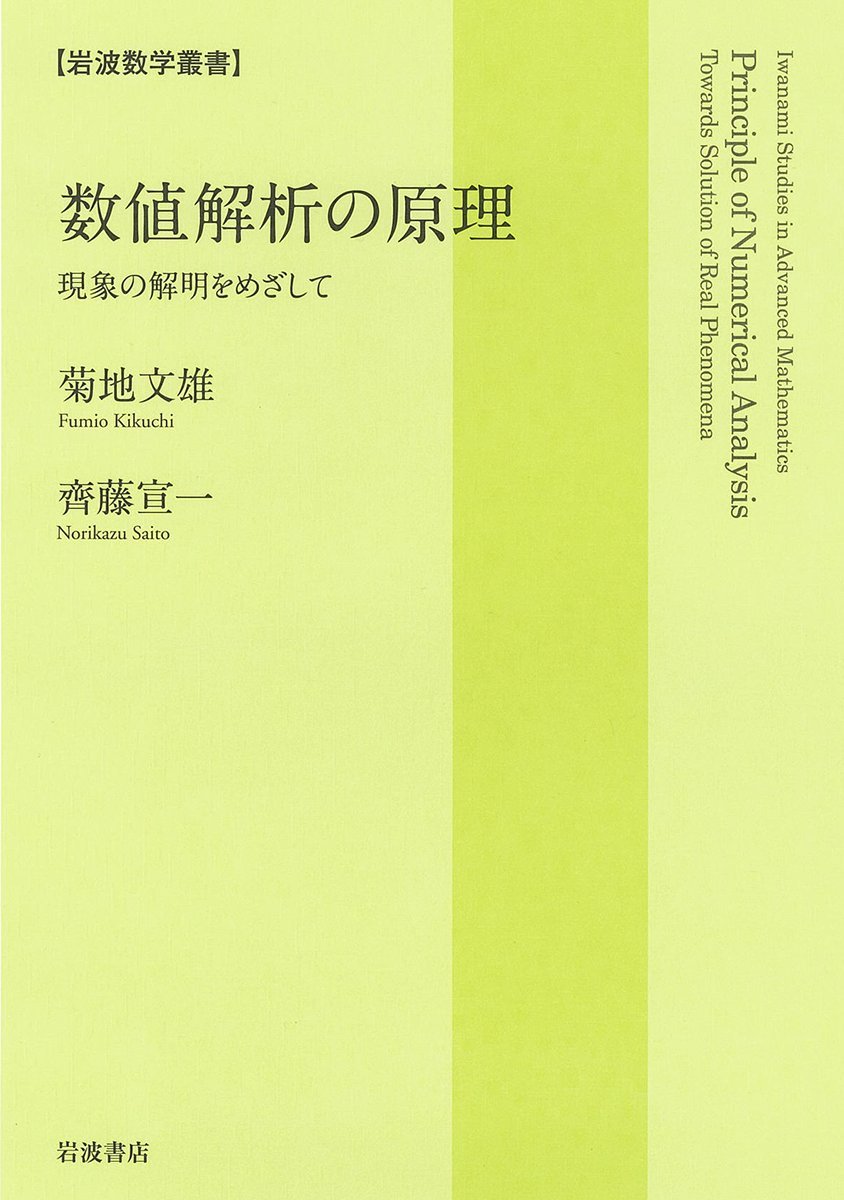 【岩波数学叢書】
数値解析の原理
現象の解明をめざして
菊地文雄
Fumio Kikuchi
齊藤宣一
Norikazu Saito
Iwanami Studies in Advanced Mathematics
Principle of Numerical Analysis
Towards Solution of Real Phenomena
岩波書店